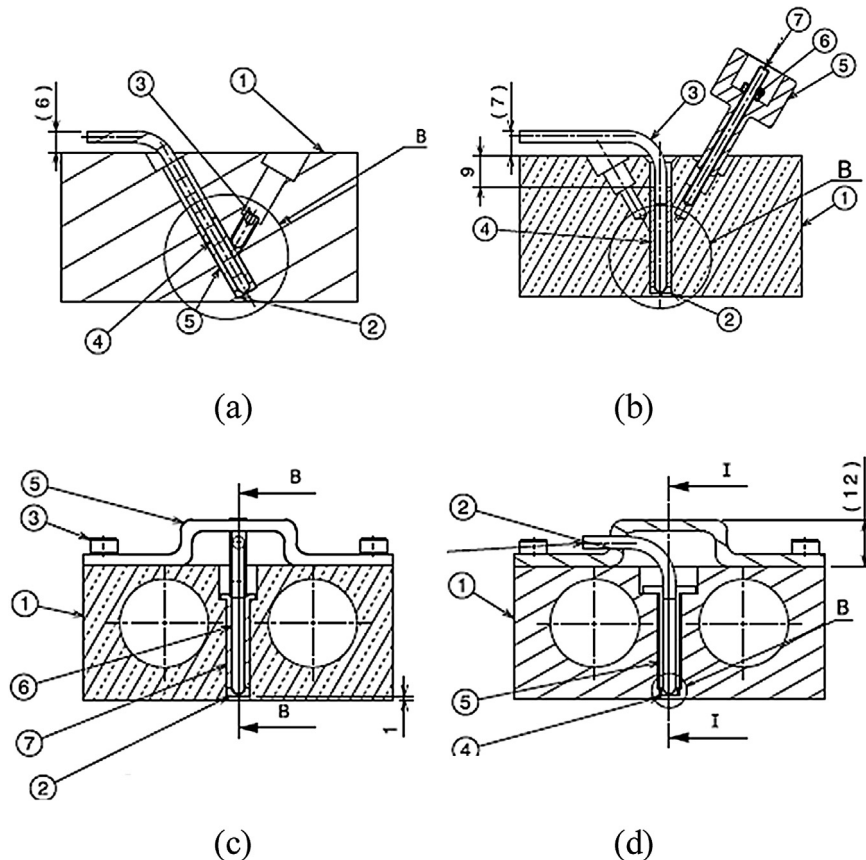 (6)
③
①
B
④
⑤
②
(a)
(7)
9
③
⑦
⑥
⑤
B
①
④
②
(b)
⑤
③
①
⑥
⑦
②
B
B
1
(c)
②
①
⑤
④
I
I
(12)
B
(d)